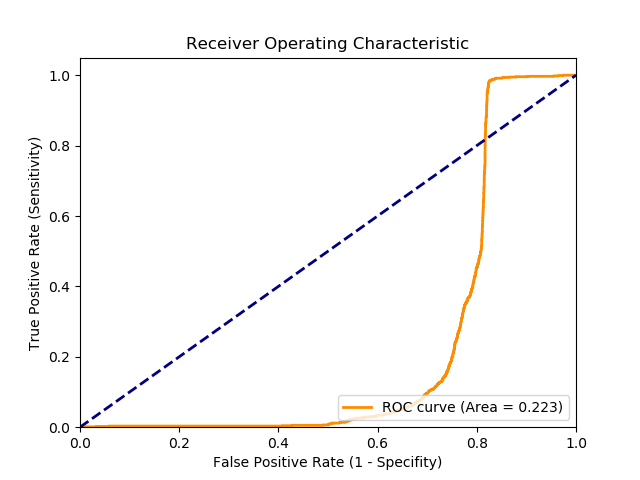 Receiver Operating Characteristic
1.0
0.8
0.6
0.4
0.2
0.0
True Positive Rate (Sensitivity)
ROC curve (Area = 0.223)
0.0 0.2 0.4 0.6 0.8 1.0
False Positive Rate (1 - Specifity)